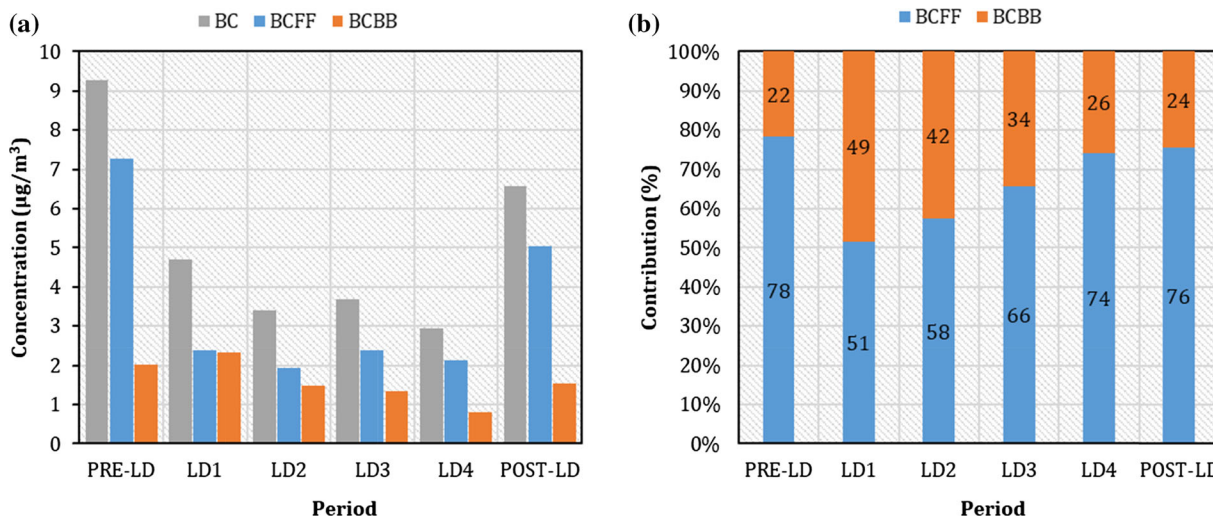 (a)
BC BCFF BCBB
Concentration (µg/m³)
10
9
8
7
6
5
4
3
2
1
0
PRE-LD LD1 LD2 LD3 LD4 POST-LD
Period
(b)
BCFF BCBB
Contribution (%)
100%
90%
80%
70%
60%
50%
40%
30%
20%
10%
0%
22 49 42 34 26 24
78 51 58 66 74 76
PRE-LD LD1 LD2 LD3 LD4 POST-LD
Period